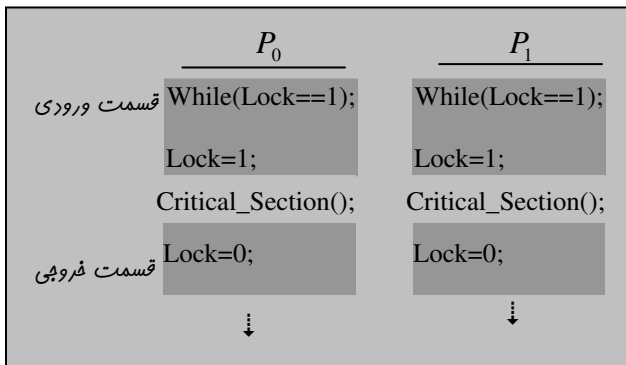 P0 P1
قسمت ورودی While(Lock==1); While(Lock==1);
Lock=1; Lock=1;
Critical_Section(); Critical_Section();
قسمت خروجی Lock=0; Lock=0;